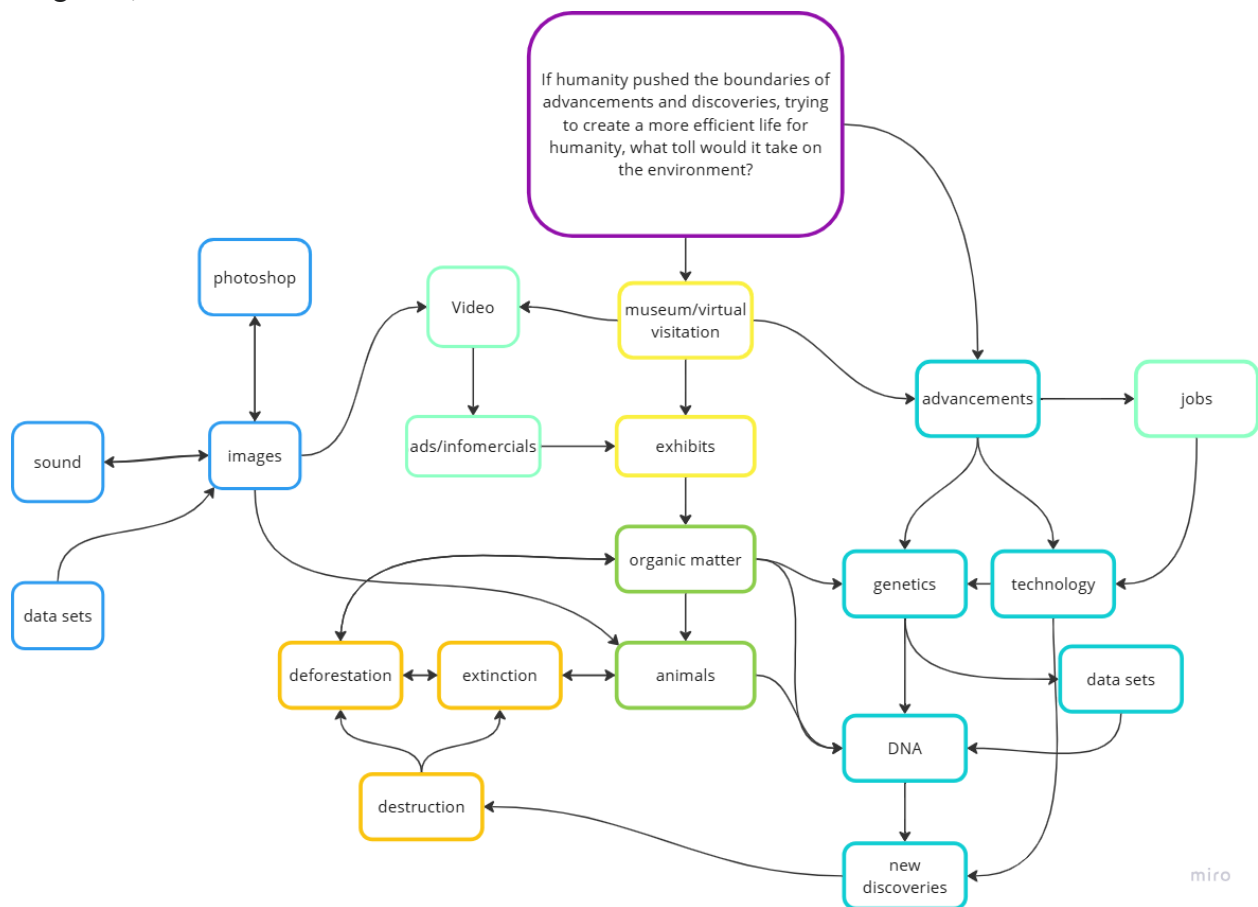 If humanity pushed the boundaries of
advancements and discoveries, trying
to create a more efficient life for
humanity, what toll would it take on
the environment?
photoshop
Video
museum/virtual
visitation
advancements
jobs
sound
images
ads/infomercials
exhibits
organic matter
genetics
technology
data sets
deforestation
extinction
animals
data sets
DNA
destruction
new
discoveries
miro